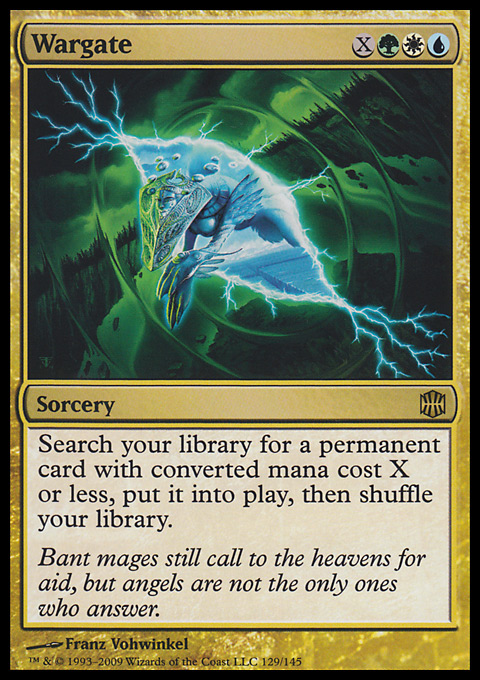 Wargate X
Sorcery
Search your library for a permanent
card with converted mana cost X
or less, put it into play, then shuffle
your library.
Bant mages still call to the heavens for
aid, but angels are not the only ones
who answer.
Franz Vohwinkel
™ & © 1993–2009 Wizards of the Coast LLC 129/145